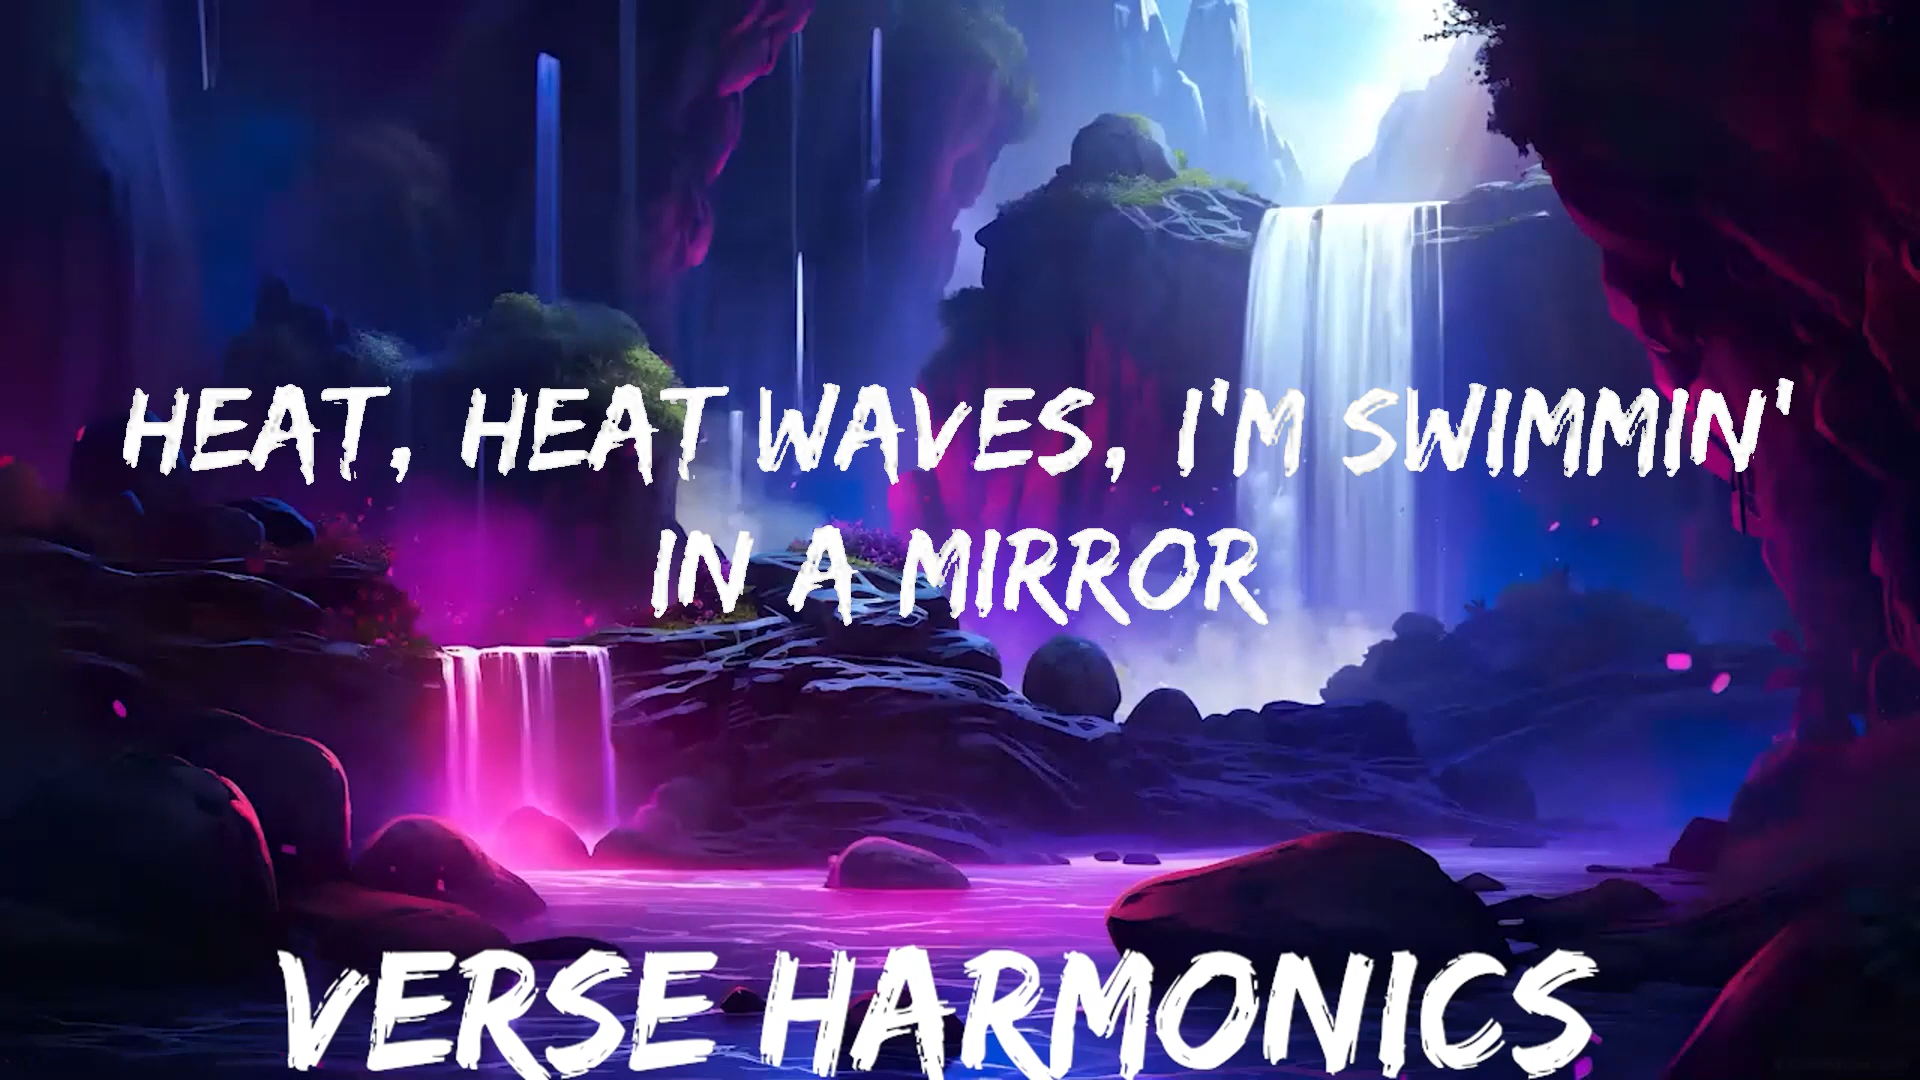 HEAT, HEAT WAVES, I'M SWIMMIN'
IN A MIRROR
VERSE HARMONICS